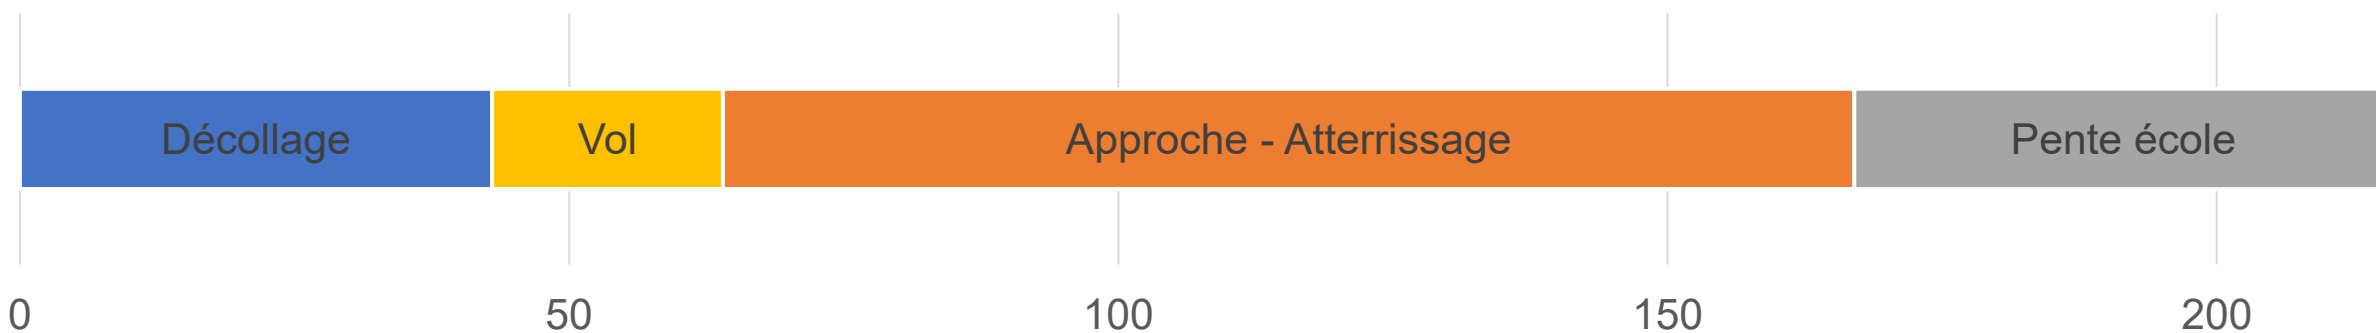 Décollage Vol Approche - Atterrissage Pente école
0 50 100 150 200